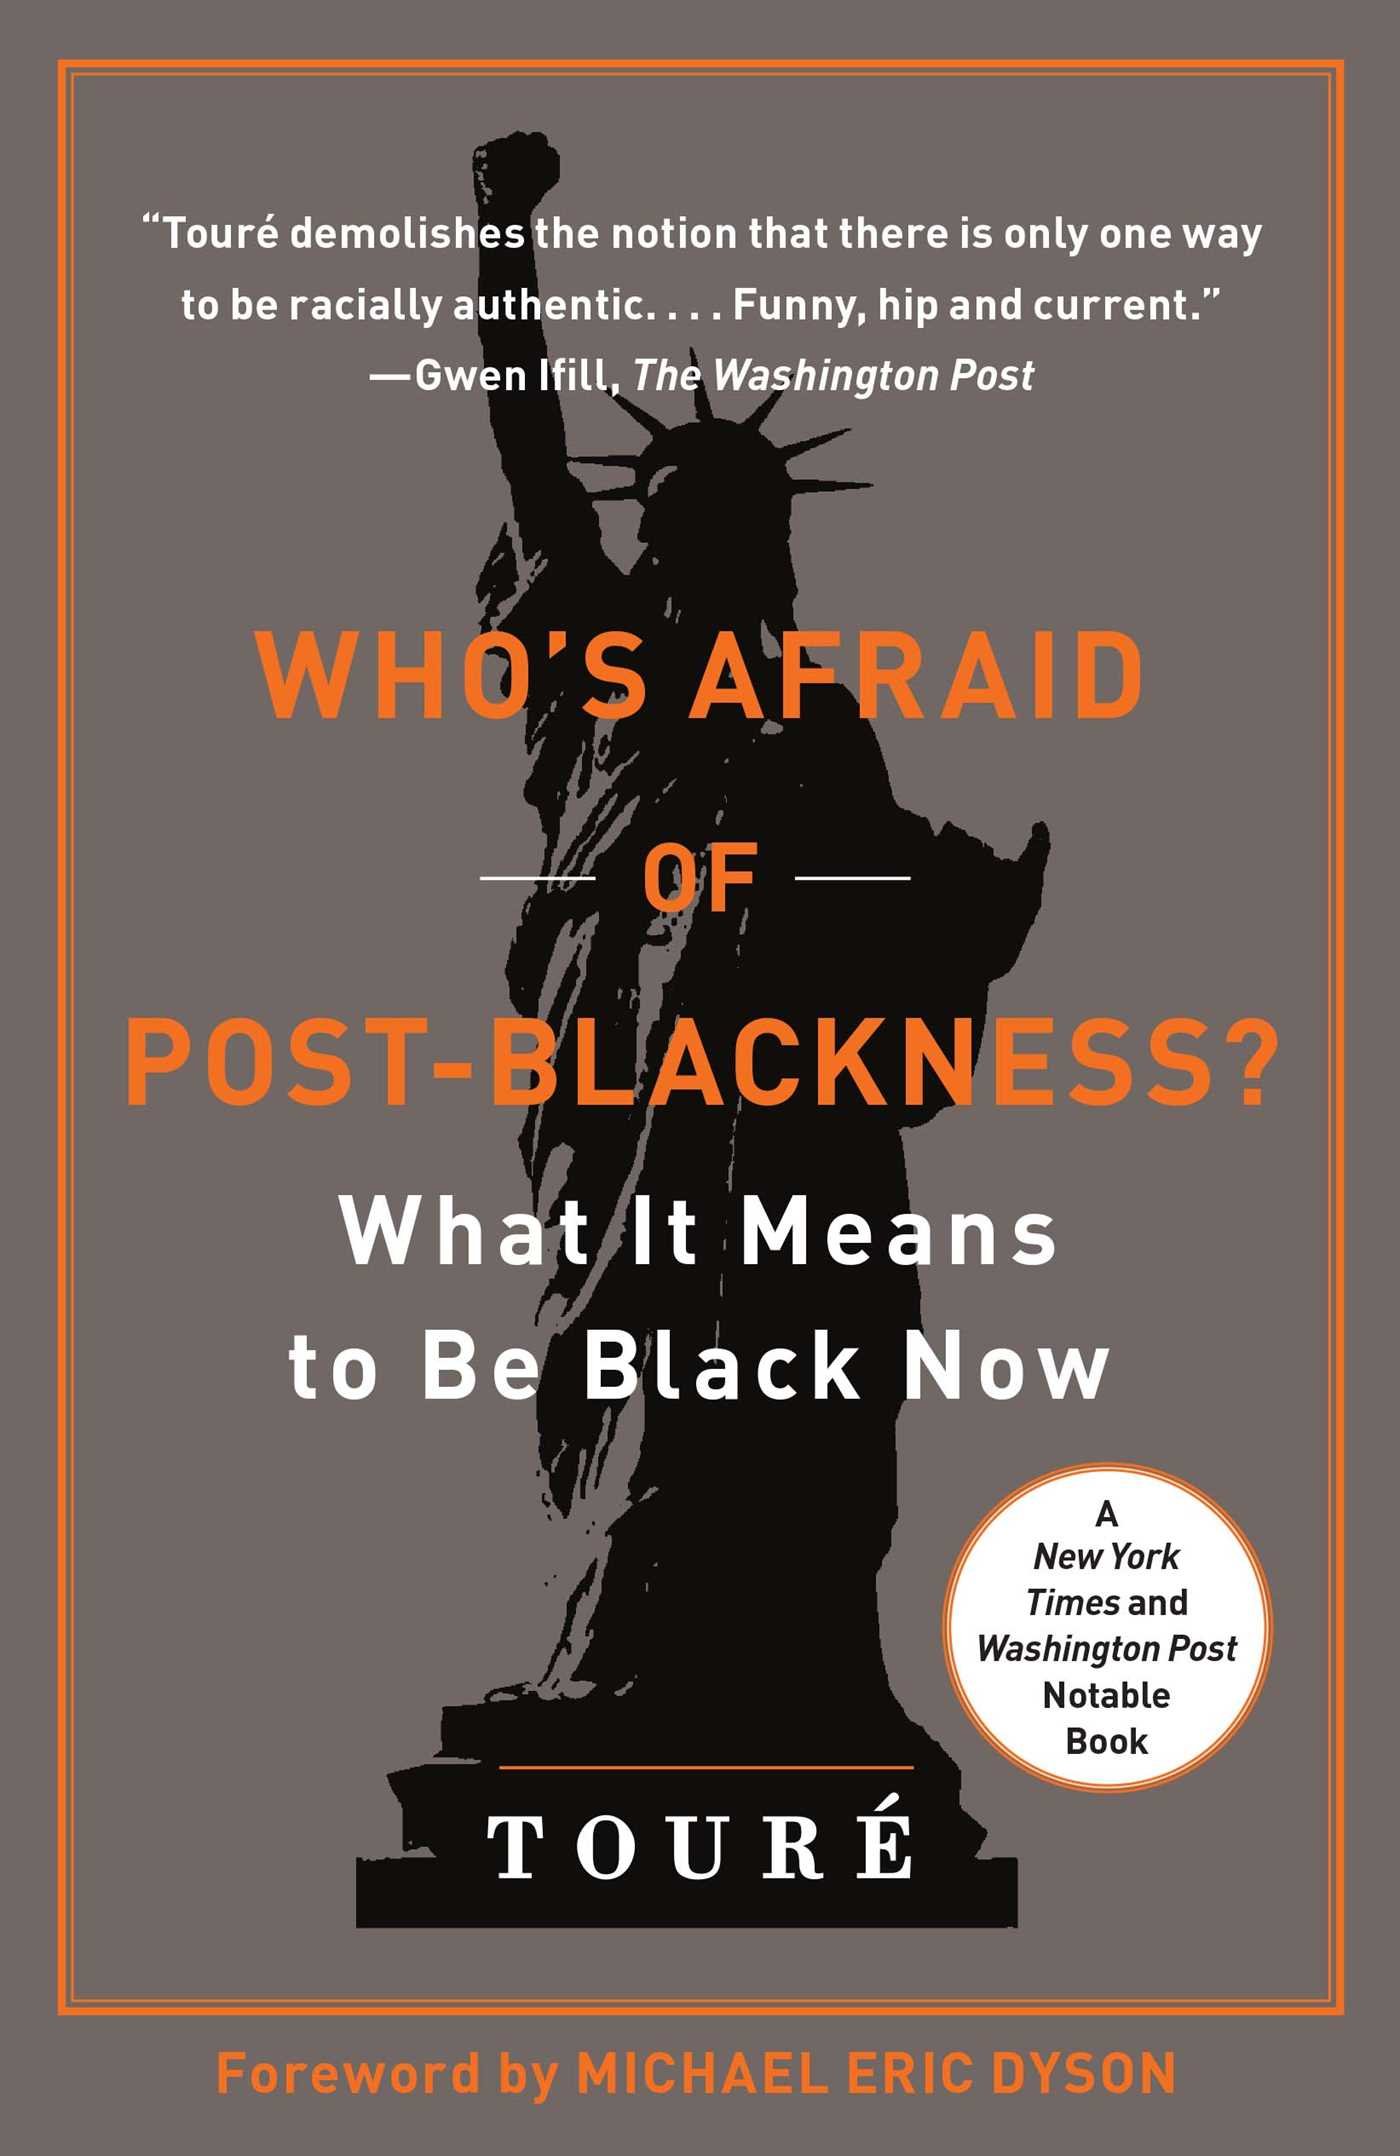 “Touré demolishes the notion that there is only one way
to be racially authentic. . . . Funny, hip and current.”
—Gwen Ifill, The Washington Post
WHO’S AFRAID
OF
POST-BLACKNESS?
What It Means
to Be Black Now
A
New York
Times and
Washington Post
Notable
Book
TOURÉ
Foreword by MICHAEL ERIC DYSON